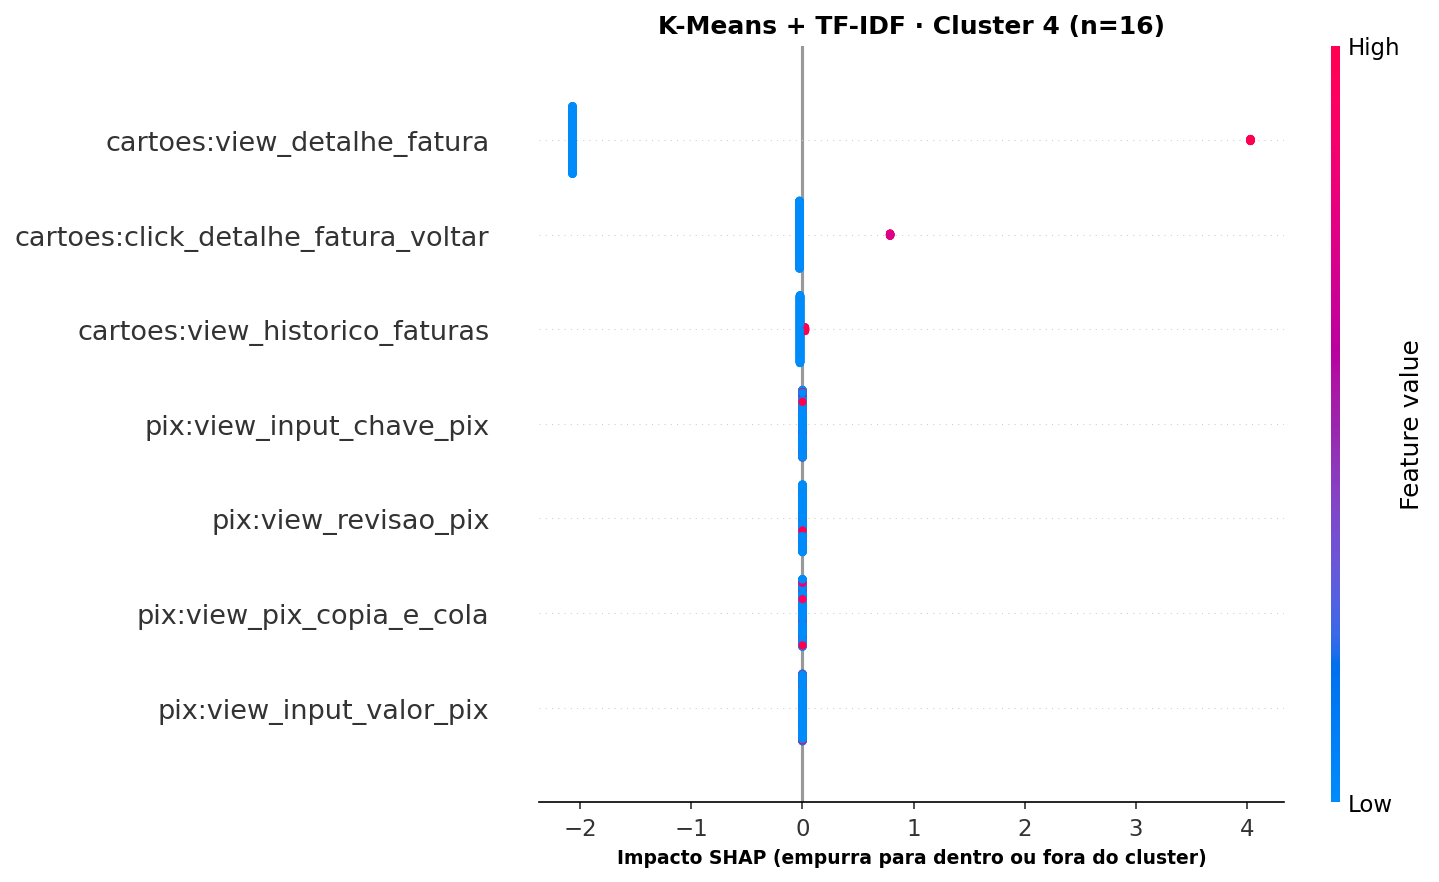 K-Means + TF-IDF · Cluster 4 (n=16)
High
cartoes:view_detalhe_fatura
cartoes:click_detalhe_fatura_voltar
cartoes:view_historico_faturas
pix:view_input_chave_pix
pix:view_revisao_pix
pix:view_pix_copia_e_cola
pix:view_input_valor_pix
Feature value
Low
−2 −1 0 1 2 3 4
Impacto SHAP (empurra para dentro ou fora do cluster)